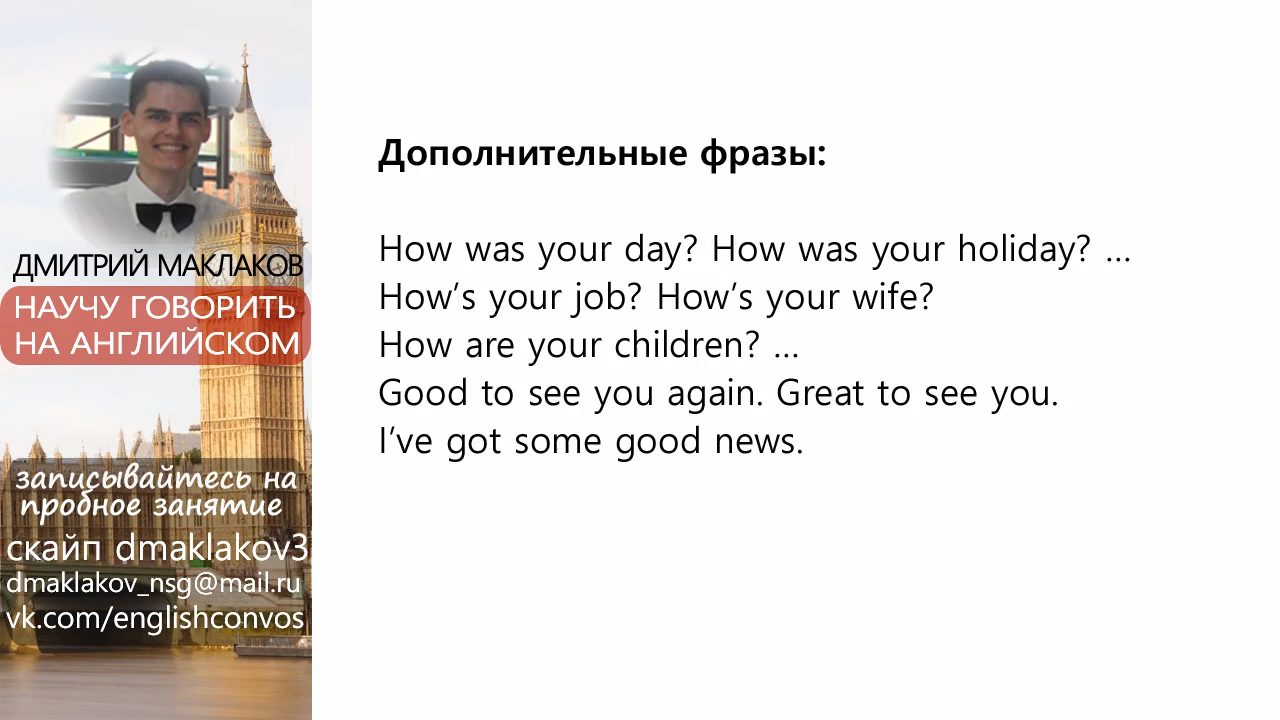 ДМИТРИЙ МАКЛАКОВ
НАУЧУ ГОВОРИТЬ
НА АНГЛИЙСКОМ
записывайтесь на
пробное занятие
скайп dmaklakov3
dmaklakov_nsg@mail.ru
vk.com/englishconvos
Дополнительные фразы:
How was your day? How was your holiday? ...
How’s your job? How’s your wife?
How are your children? ...
Good to see you again. Great to see you.
I’ve got some good news.